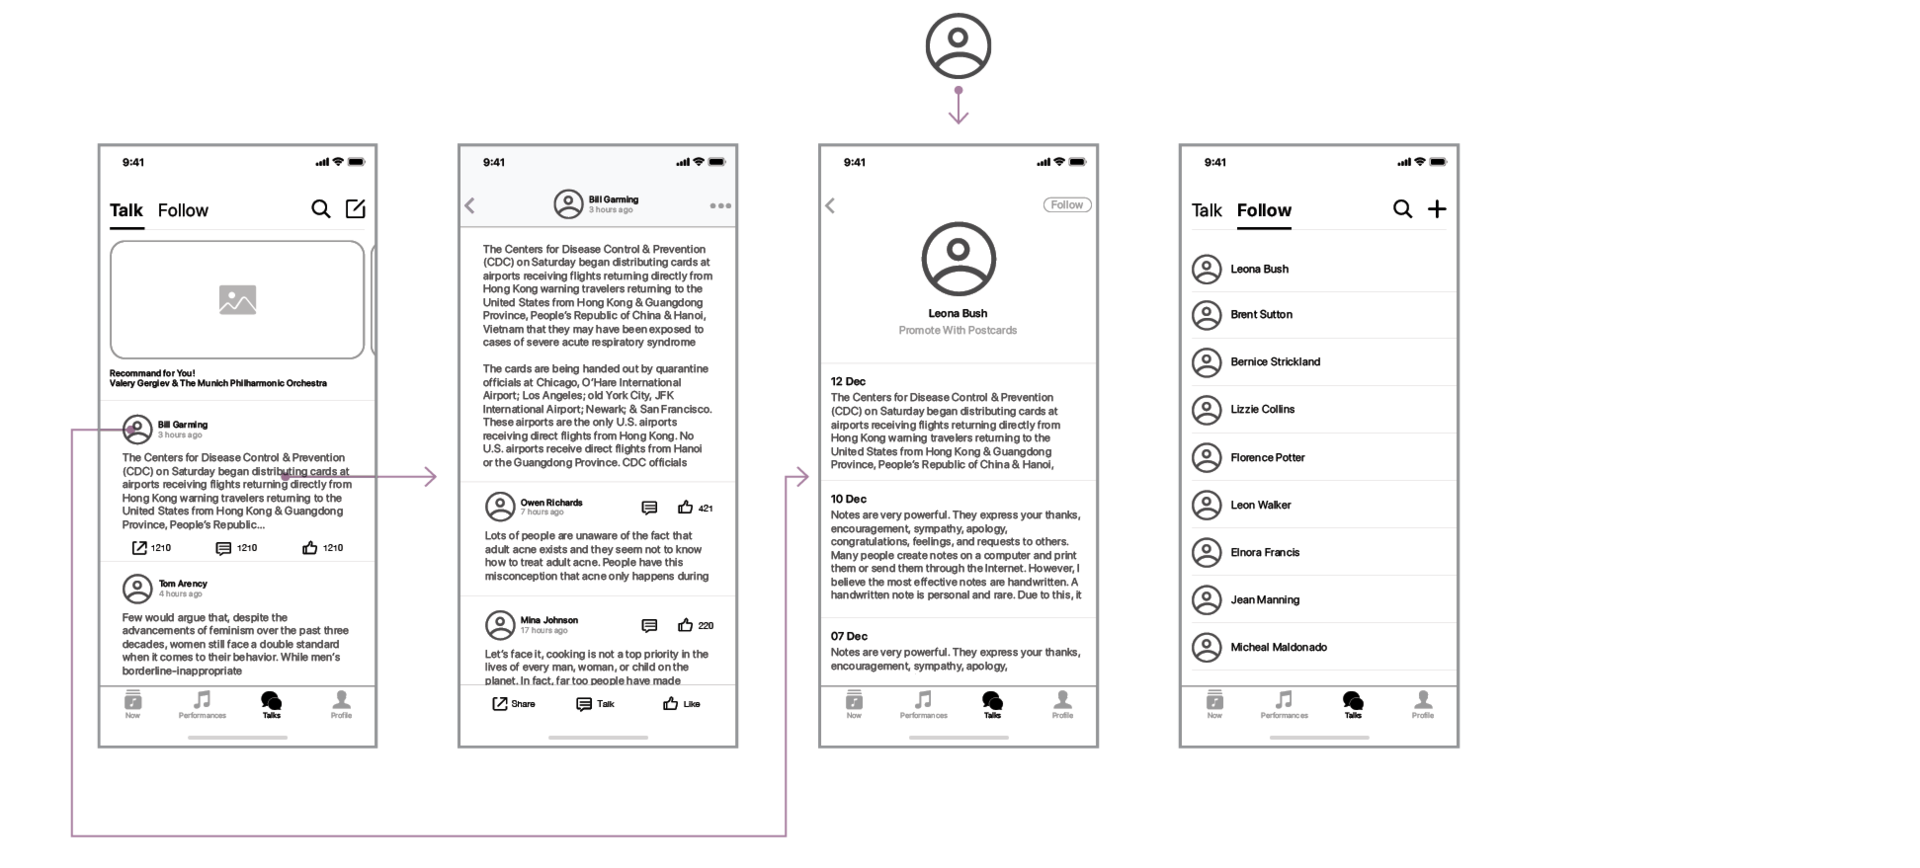 9:41
Talk Follow
Recommand for You!
Valery Gergiev & The Munich Philharmonic Orchestra
Bill Garming
3 hours ago
The Centers for Disease Control & Prevention
(CDC) on Saturday began distributing cards at
airports receiving flights returning directly from
Hong Kong warning travelers returning to the
United States from Hong Kong & Guangdong
Province, People's Republic...
1210 1210 1210
Tom Arency
4 hours ago
Few would argue that, despite the
advancements of feminism over the past three
decades, women still face a double standard
when it comes to their behavior. While men's
borderline-inappropriate
Now Performances Talks Profile
9:41
Bill Garming
3 hours ago
The Centers for Disease Control & Prevention
(CDC) on Saturday began distributing cards at
airports receiving flights returning directly from
Hong Kong warning travelers returning to the
United States from Hong Kong & Guangdong
Province, People's Republic of China & Hanoi,
Vietnam that they may have been exposed to
cases of severe acute respiratory syndrome
The cards are being handed out by quarantine
officials at Chicago, O'Hare International
Airport; Los Angeles; old York City, JFK
International Airport; Newark; & San Francisco.
These airports are the only U.S. airports
receiving direct flights from Hong Kong. No
U.S. airports receive direct flights from Hanoi
or the Guangdong Province. CDC officials
Owen Richards
7 hours ago
421
Lots of people are unaware of the fact that
adult acne exists and they seem not to know
how to treat adult acne. People have this
misconception that acne only happens during
Mina Johnson
17 hours ago
220
Let's face it, cooking is not a top priority in the
lives of every man, woman, or child on the
planet. In fact, far too people have made
Share Talk Like
9:41
Follow
Leona Bush
Promote With Postcards
12 Dec
The Centers for Disease Control & Prevention
(CDC) on Saturday began distributing cards at
airports receiving flights returning directly from
Hong Kong warning travelers returning to the
United States from Hong Kong & Guangdong
Province, People's Republic of China & Hanoi,
10 Dec
Notes are very powerful. They express your thanks,
encouragement, sympathy, apology,
congratulations, feelings, and requests to others.
Many people create notes on a computer and print
them or send them through the Internet. However, I
believe the most effective notes are handwritten. A
handwritten note is personal and rare. Due to this, it
07 Dec
Notes are very powerful. They express your thanks,
encouragement, sympathy, apology,
Now Performances Talks Profile
9:41
Talk Follow
Leona Bush
Brent Sutton
Bernice Strickland
Lizzie Collins
Florence Potter
Leon Walker
Elnora Francis
Jean Manning
Micheal Maldonado
Now Performances Talks Profile